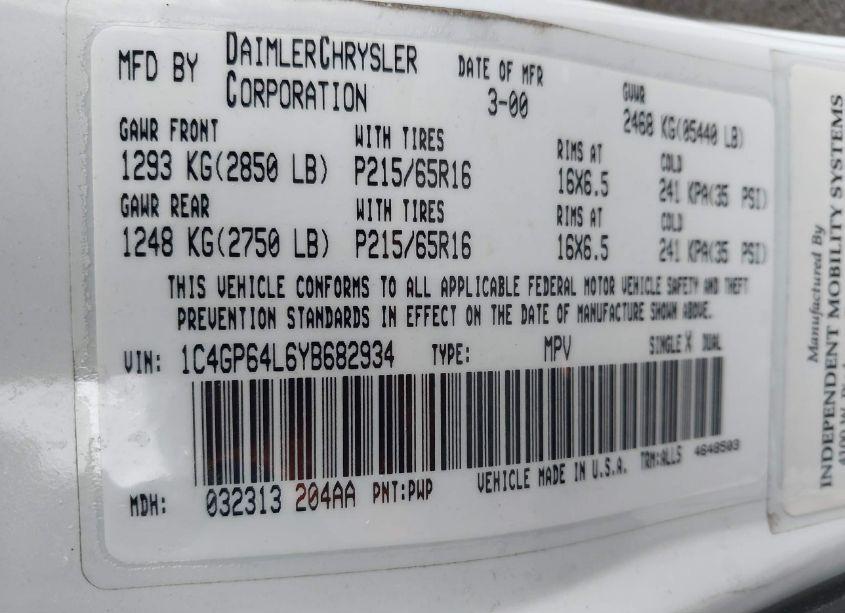 MFD BY DAIMLERCHRYSLER CORPORATION DATE OF MFR 3-00 GVWR 2468 KG(05440 LB)
GAWR FRONT WITH TIRES RIMS AT COLD
1293 KG(2850 LB) P215/65R16 16X6.5 241 KPA(35 PSI)
GAWR REAR WITH TIRES RIMS AT COLD
1248 KG(2750 LB) P215/65R16 16X6.5 241 KPA(35 PSI)
THIS VEHICLE CONFORMS TO ALL APPLICABLE FEDERAL MOTOR VEHICLE SAFETY AND THEFT
PREVENTION STANDARDS IN EFFECT ON THE DATE OF MANUFACTURE SHOWN ABOVE.
VIN: 1C4GP64L6YB682934 TYPE: MPV SINGLE X DUAL
MDH: 032313 204AA PNT:PWP VEHICLE MADE IN U.S.A. TRM:ALL5 4648503
Manufactured By
INDEPENDENT MOBILITY SYSTEMS